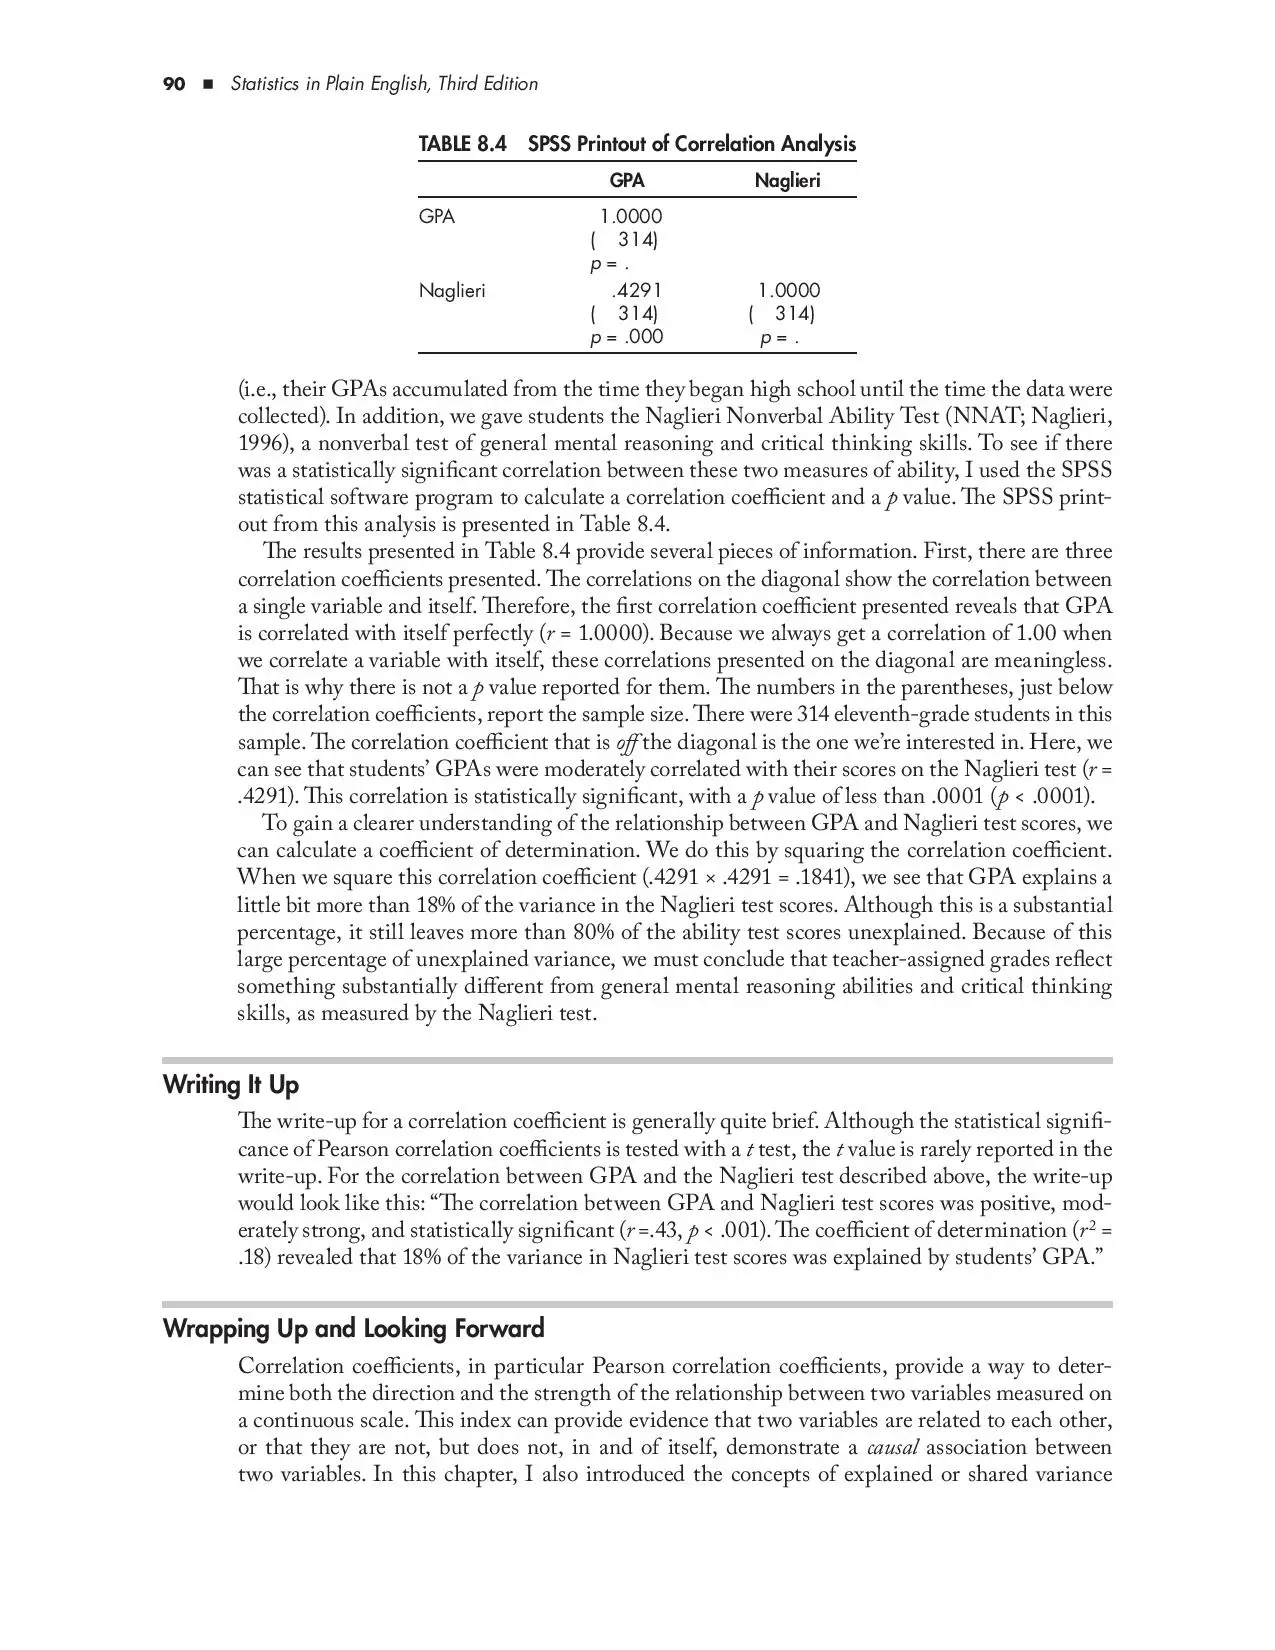 90 ■ Statistics in Plain English, Third Edition
TABLE 8.4 SPSS Printout of Correlation Analysis
GPA Naglieri
GPA 1.0000
( 314)
p = .
Naglieri .4291 1.0000
( 314) ( 314)
p = .000 p = .
(i.e., their GPAs accumulated from the time they began high school until the time the data were
collected). In addition, we gave students the Naglieri Nonverbal Ability Test (NNAT; Naglieri,
1996), a nonverbal test of general mental reasoning and critical thinking skills. To see if there
was a statistically significant correlation between these two measures of ability, I used the SPSS
statistical software program to calculate a correlation coefficient and a p value. The SPSS print-
out from this analysis is presented in Table 8.4.
The results presented in Table 8.4 provide several pieces of information. First, there are three
correlation coefficients presented. The correlations on the diagonal show the correlation between
a single variable and itself. Therefore, the first correlation coefficient presented reveals that GPA
is correlated with itself perfectly (r = 1.0000). Because we always get a correlation of 1.00 when
we correlate a variable with itself, these correlations presented on the diagonal are meaningless.
That is why there is not a p value reported for them. The numbers in the parentheses, just below
the correlation coefficients, report the sample size. There were 314 eleventh-grade students in this
sample. The correlation coefficient that is off the diagonal is the one we're interested in. Here, we
can see that students' GPAs were moderately correlated with their scores on the Naglieri test (r =
.4291). This correlation is statistically significant, with a p value of less than .0001 (p < .0001).
To gain a clearer understanding of the relationship between GPA and Naglieri test scores, we
can calculate a coefficient of determination. We do this by squaring the correlation coefficient.
When we square this correlation coefficient (.4291 × .4291 = .1841), we see that GPA explains a
little bit more than 18% of the variance in the Naglieri test scores. Although this is a substantial
percentage, it still leaves more than 80% of the ability test scores unexplained. Because of this
large percentage of unexplained variance, we must conclude that teacher-assigned grades reflect
something substantially different from general mental reasoning abilities and critical thinking
skills, as measured by the Naglieri test.
Writing It Up
The write-up for a correlation coefficient is generally quite brief. Although the statistical signifi-
cance of Pearson correlation coefficients is tested with a t test, the t value is rarely reported in the
write-up. For the correlation between GPA and the Naglieri test described above, the write-up
would look like this: “The correlation between GPA and Naglieri test scores was positive, mod-
erately strong, and statistically significant (r =.43, p < .001). The coefficient of determination (r² =
.18) revealed that 18% of the variance in Naglieri test scores was explained by students' GPA.”
Wrapping Up and Looking Forward
Correlation coefficients, in particular Pearson correlation coefficients, provide a way to deter-
mine both the direction and the strength of the relationship between two variables measured on
a continuous scale. This index can provide evidence that two variables are related to each other,
or that they are not, but does not, in and of itself, demonstrate a causal association between
two variables. In this chapter, I also introduced the concepts of explained or shared variance